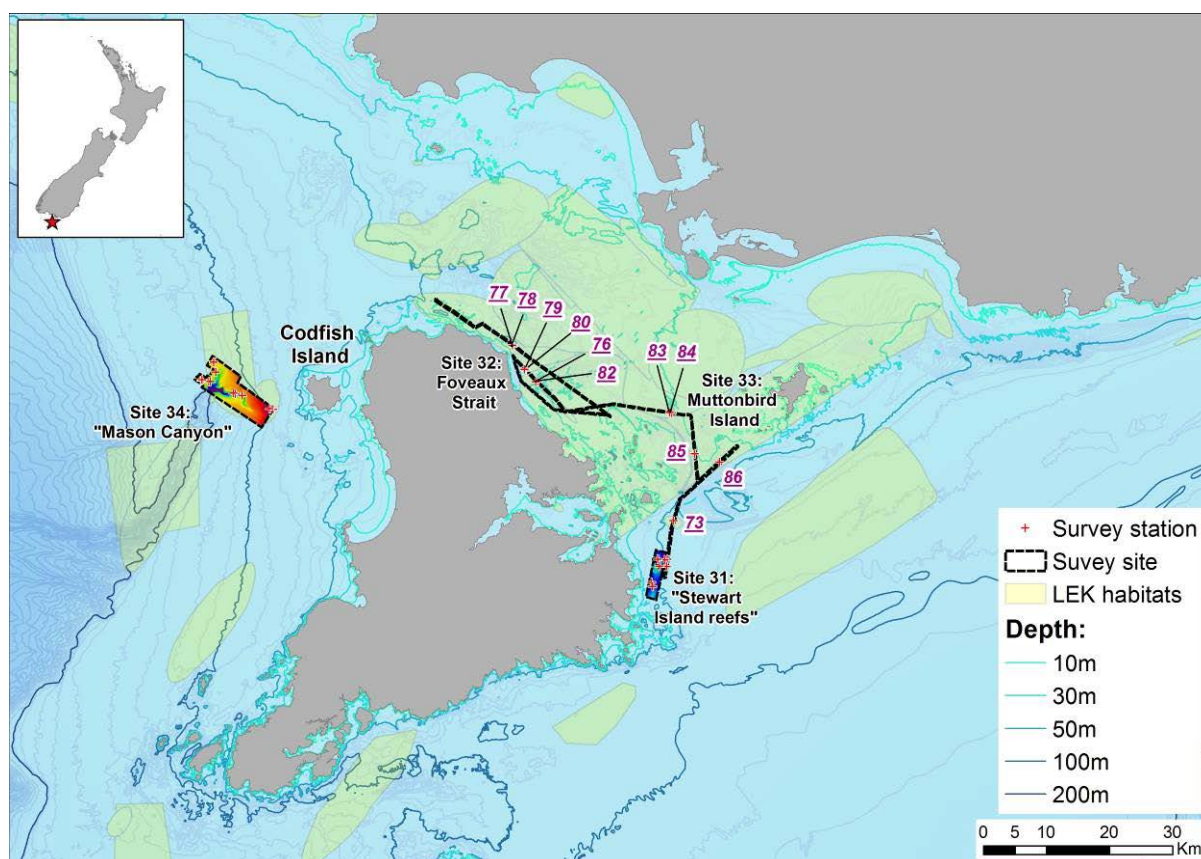 Codfish
Island
Site 34:
"Mason Canyon"
77
78
79
80
76
82
Site 32:
Foveaux
Strait
83
84
Site 33:
Muttonbird
Island
85
86
73
Site 31:
"Stewart
Island reefs"
Survey station
Suvey site
LEK habitats
Depth:
10m
30m
50m
100m
200m
0 5 10 20 30
Km